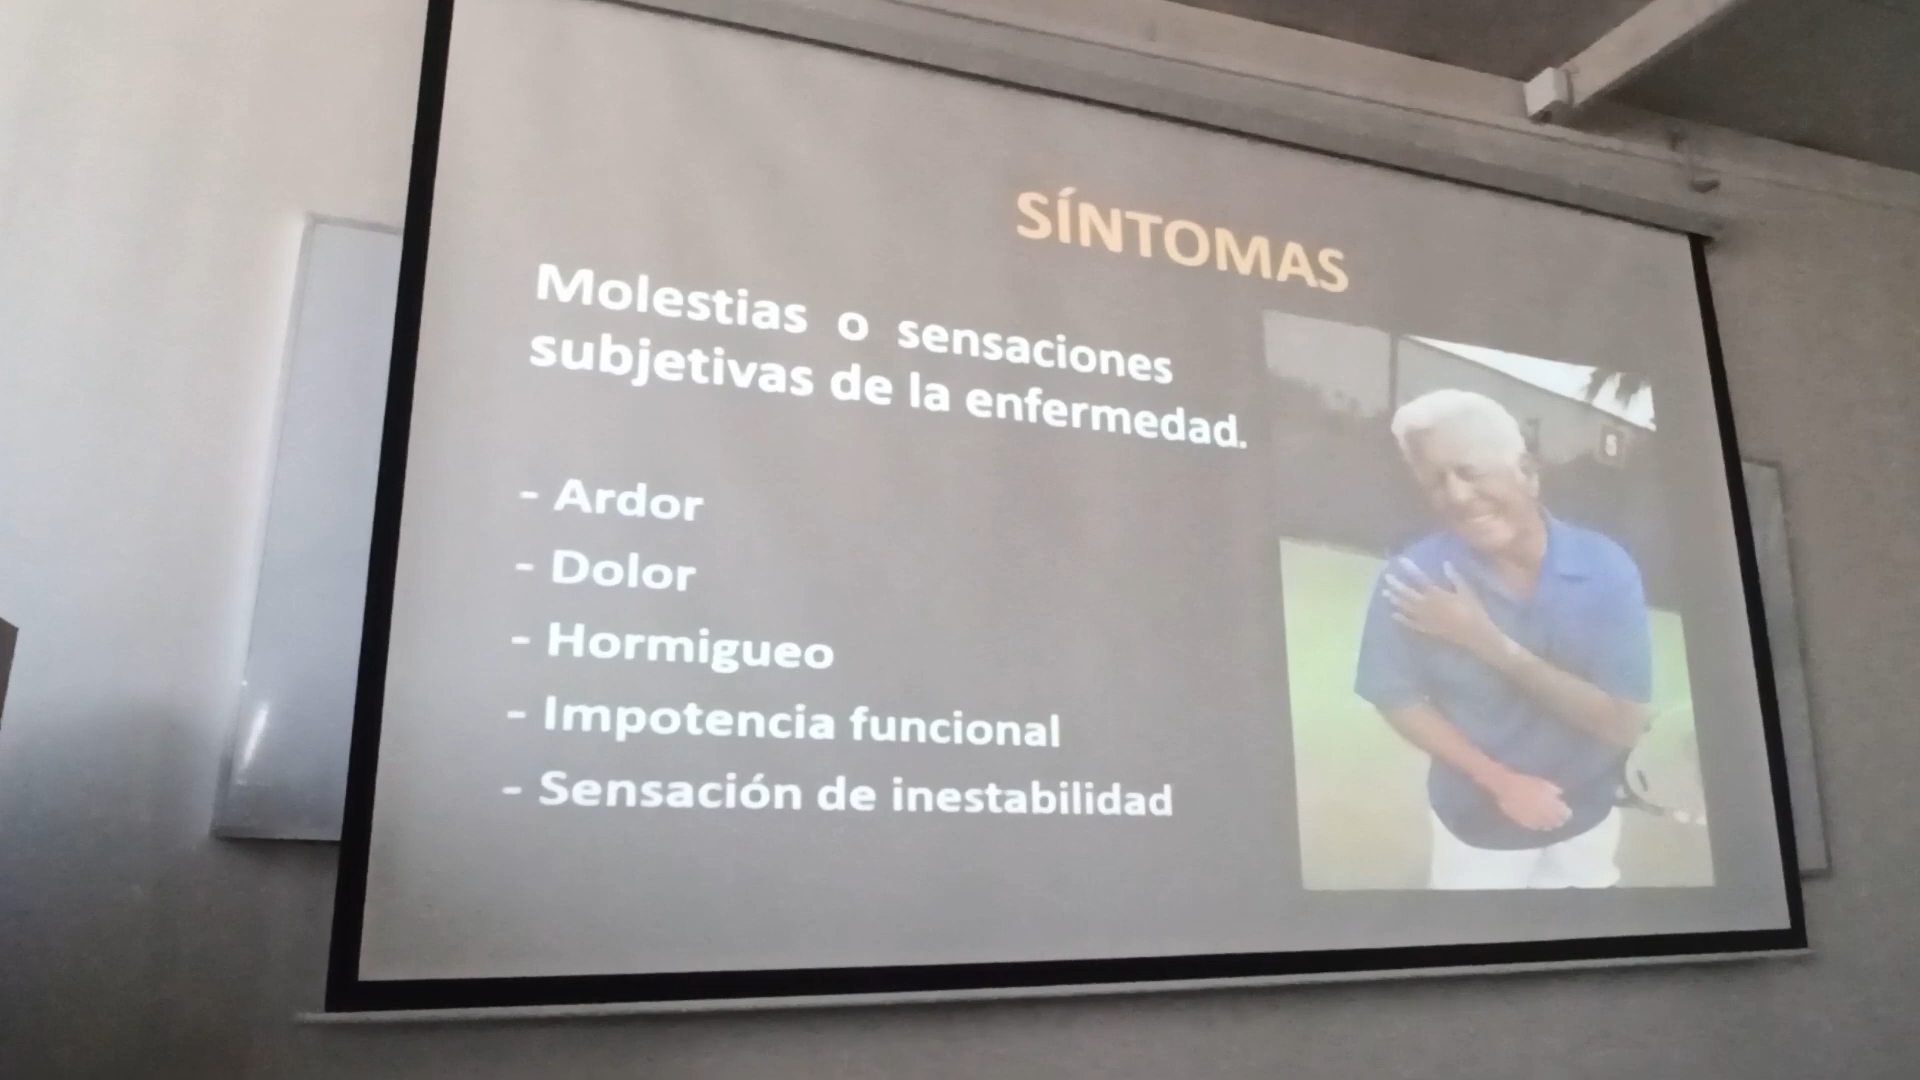 SÍNTOMAS
Molestias o sensaciones
subjetivas de la enfermedad.
- Ardor
- Dolor
- Hormigueo
- Impotencia funcional
- Sensación de inestabilidad